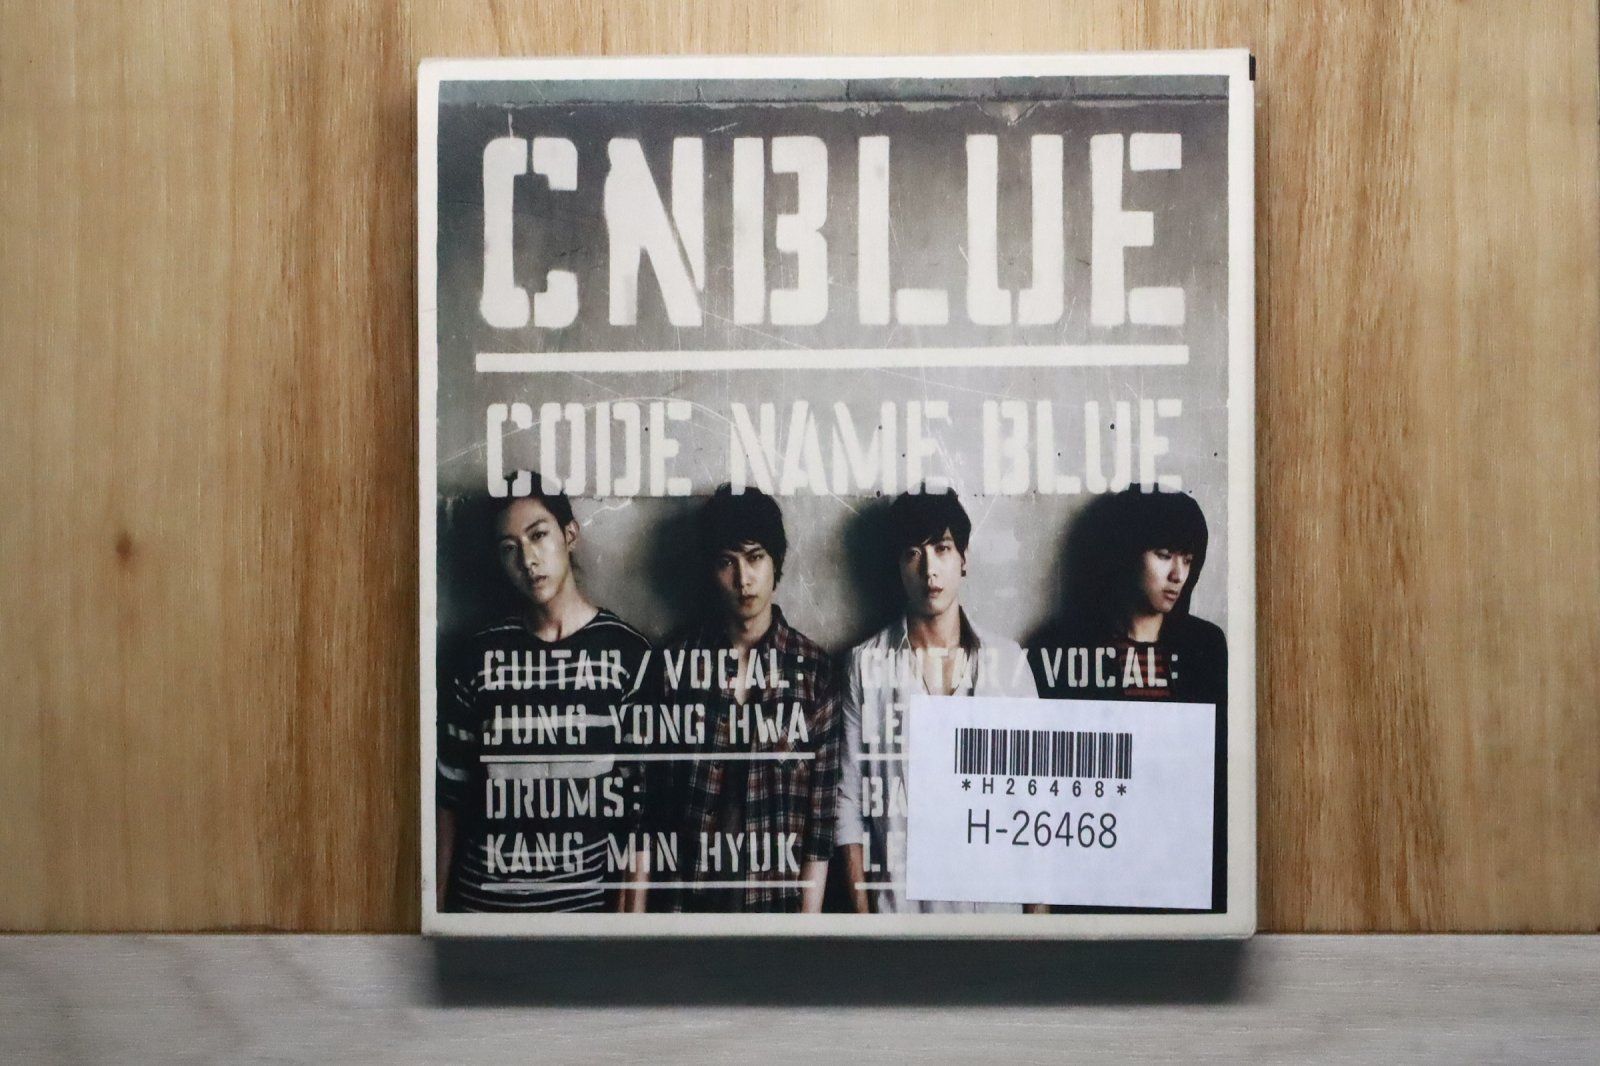 CNBLUE
CODE NAME BLUE
GUITAR/VOCAL: GUITAR/VOCAL:
JUNG YONG HWA
DRUMS:
KANG MIN HYUK
*H26468*
H-26468